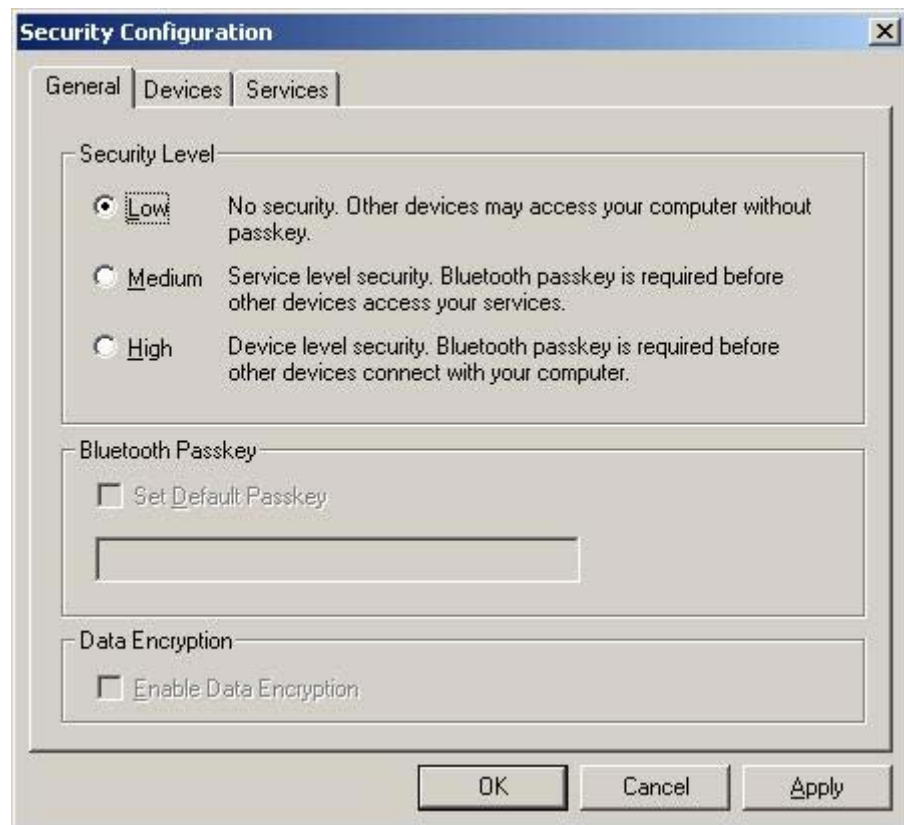 Security Configuration
General Devices Services
Security Level
Low No security. Other devices may access your computer without
passkey.
Medium Service level security. Bluetooth passkey is required before
other devices access your services.
High Device level security. Bluetooth passkey is required before
other devices connect with your computer.
Bluetooth Passkey
Set Default Passkey
Data Encryption
Enable Data Encryption
OK Cancel Apply